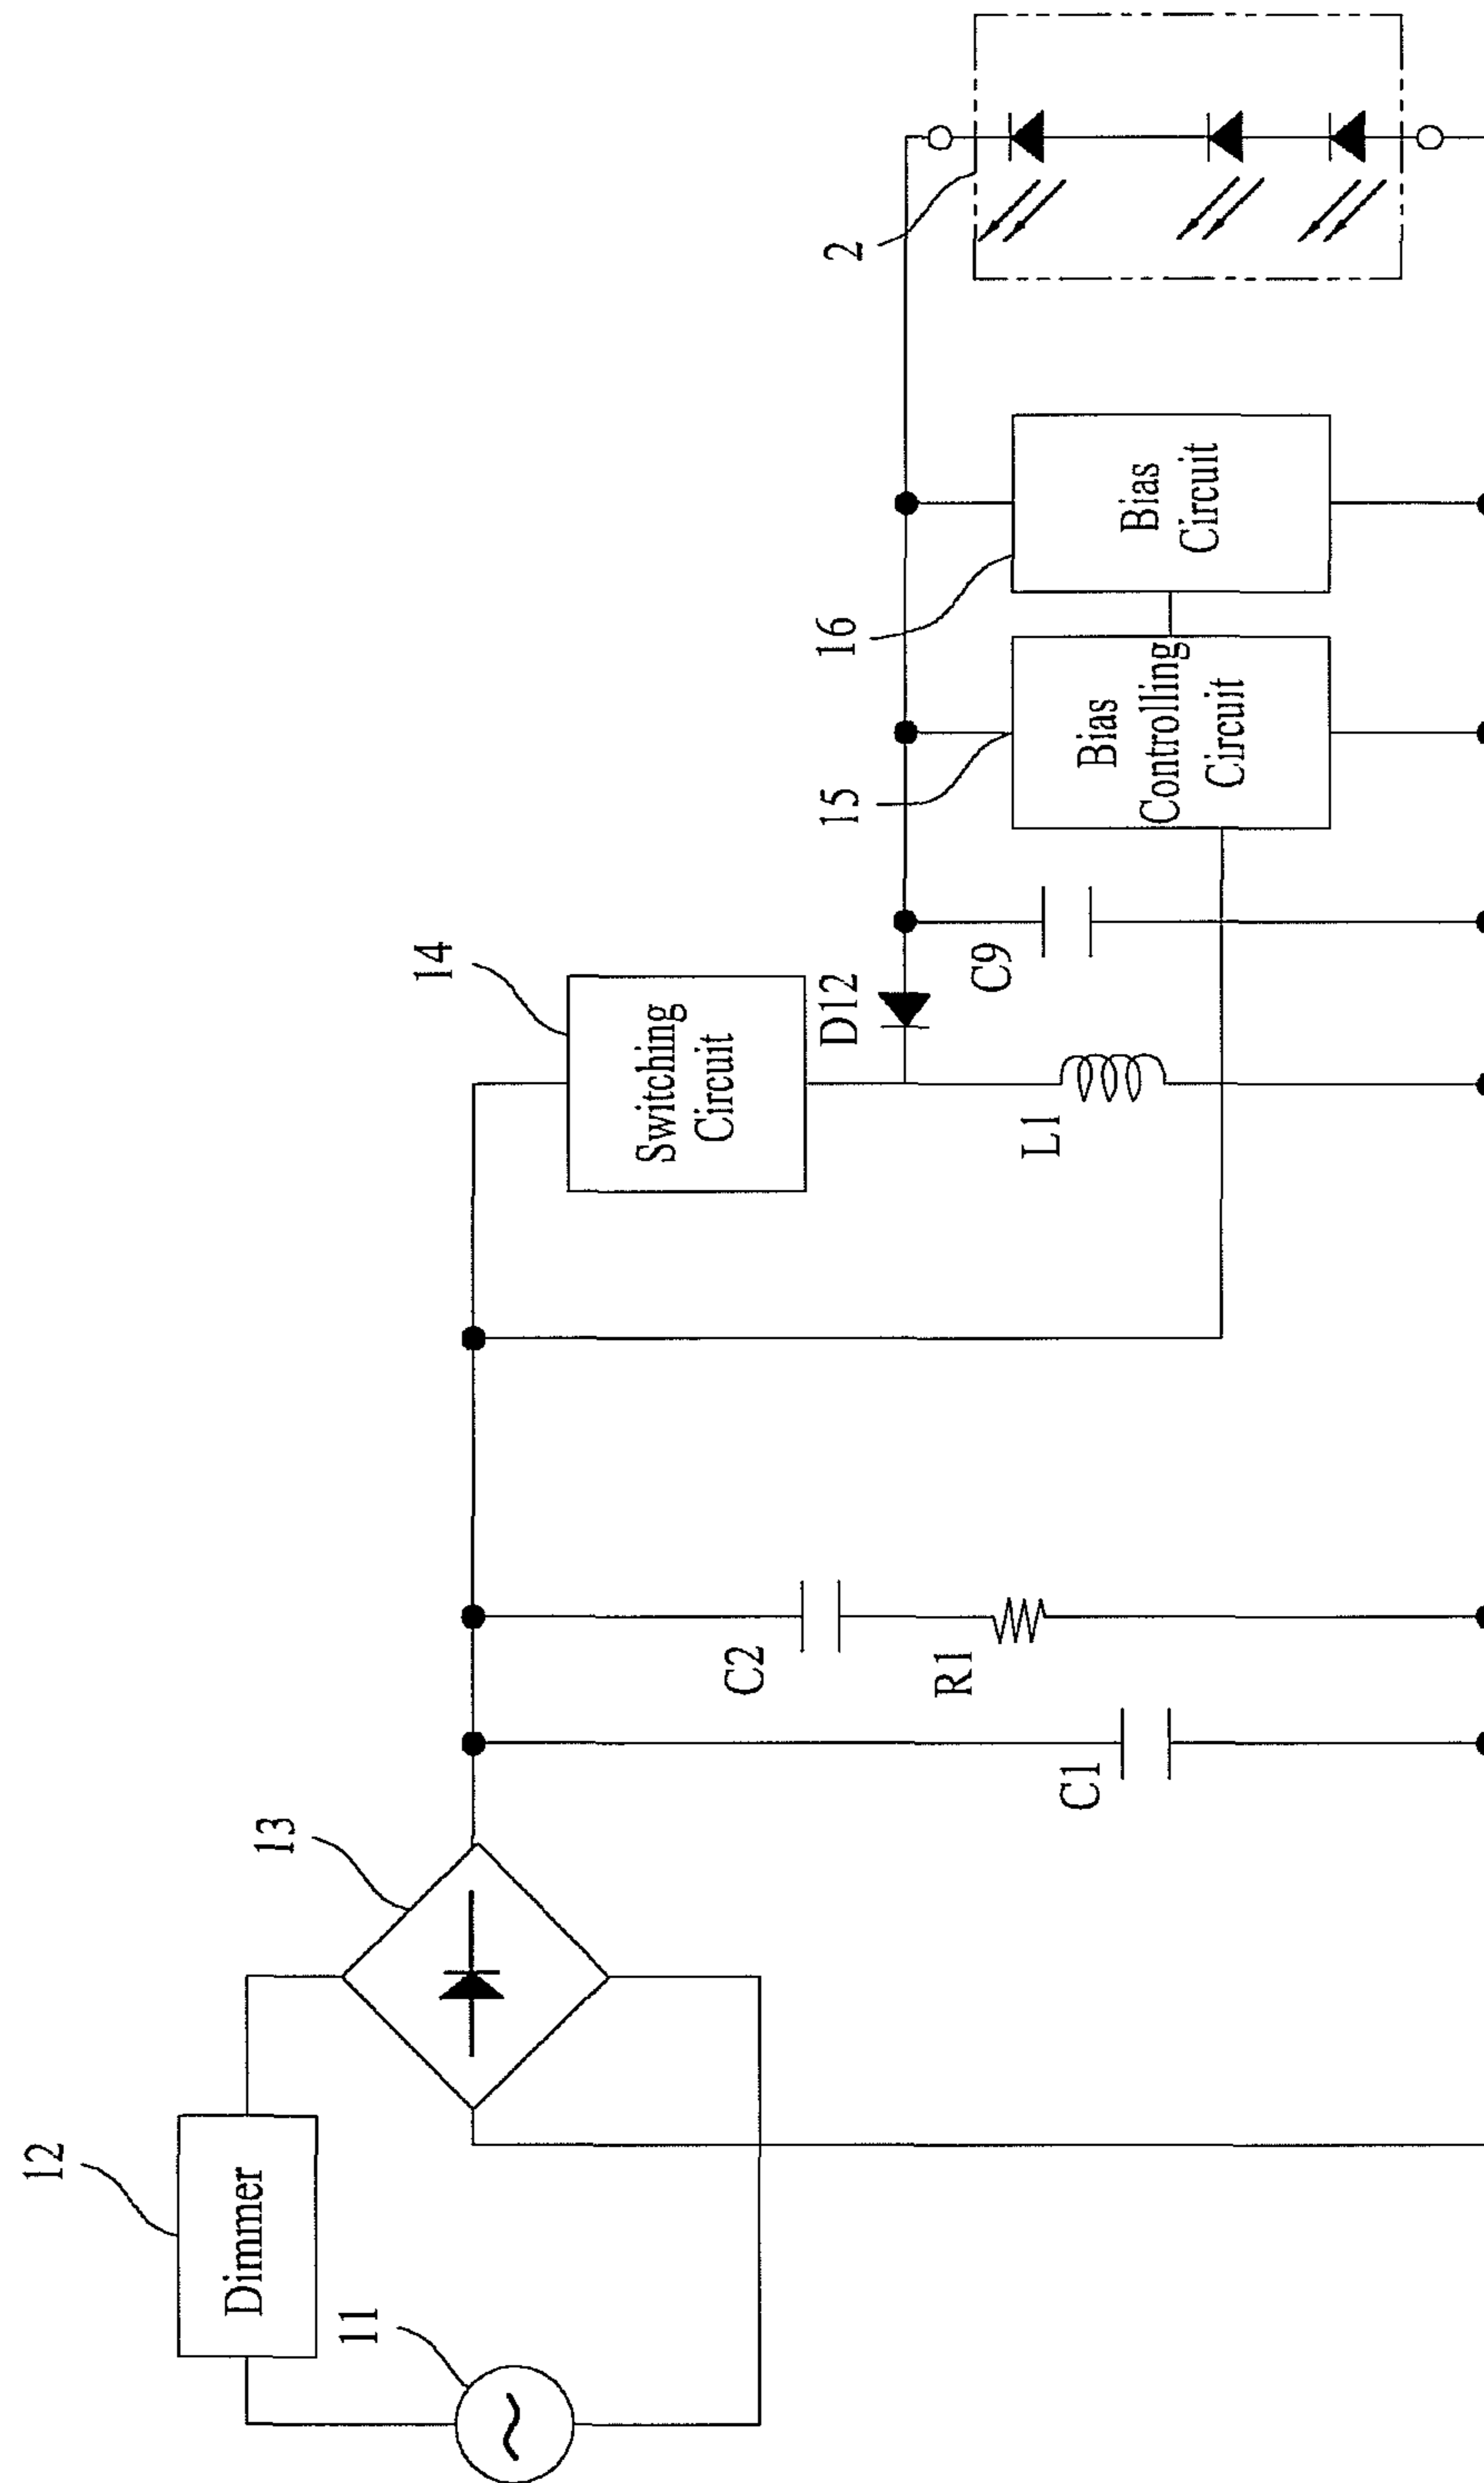 11
12
Dimmer
13
C1
C2
R1
14
Switching
Circuit
L1
D12
C9
15
Bias
Controlling
Circuit
16
Bias
Circuit
2